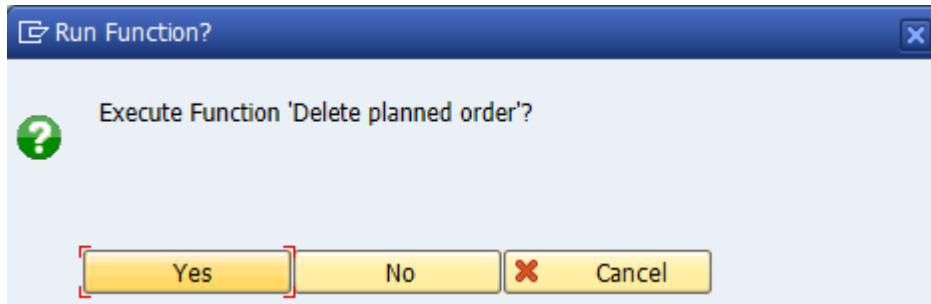 Run Function?
Execute Function 'Delete planned order'?
Yes No Cancel